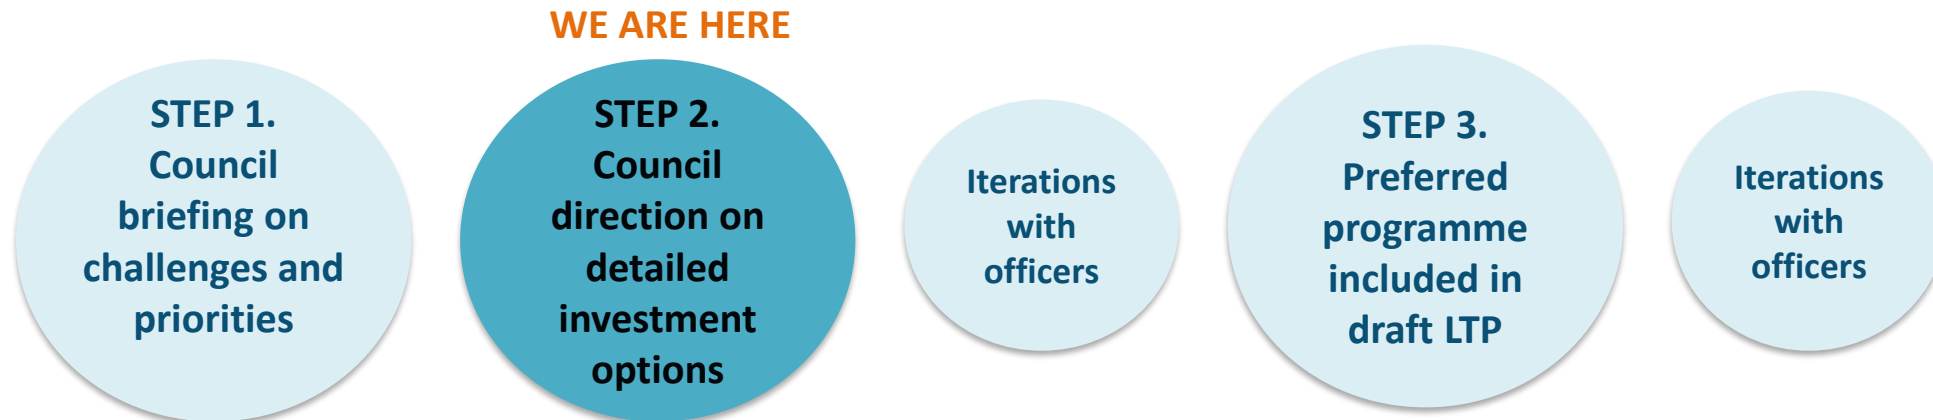 WE ARE HERE
STEP 1.
Council
briefing on
challenges and
priorities
STEP 2.
Council
direction on
detailed
investment
options
Iterations
with
officers
STEP 3.
Preferred
programme
included in
draft LTP
Iterations
with
officers